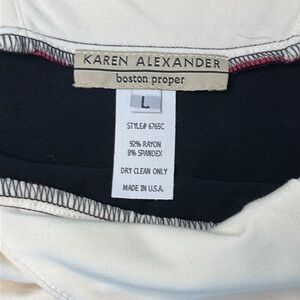 KAREN ALEXANDER
boston proper
L
STYLE# 6765C
92% RAYON
8% SPANDEX
DRY CLEAN ONLY
MADE IN U.S.A.